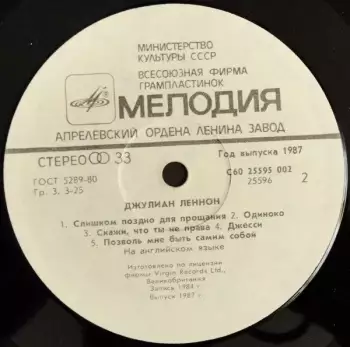 МИНИСТЕРСТВО
КУЛЬТУРЫ СССР
ВСЕСОЮЗНАЯ ФИРМА
ГРАМПЛАСТИНОК
МЕЛОДИЯ
АПРЕЛЕВСКИЙ ОРДЕНА ЛЕНИНА ЗАВОД
СТЕРЕО 33
Год выпуска 1987
ГОСТ 5289-80
С60 25595 002
Гр. 3. 3-25
25596
2
ДЖУЛИАН ЛЕННОН
1. Слишком поздно для прощания 2. Одиноко
3. Скажи, что ты не права 4. Джесси
5. Позволь мне быть самим собой
На английском языке
Изготовлено по лицензии
фирмы Virgin Records Ltd.,
Великобритания
Запись 1984 г.
Выпуск 1987 г.